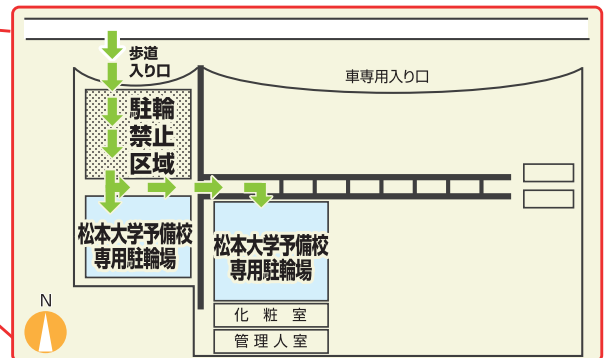 歩道
入り口
車専用入り口
駐輪
禁止
区域
松本大学予備校
専用駐輪場
松本大学予備校
専用駐輪場
化粧室
管理人室
N